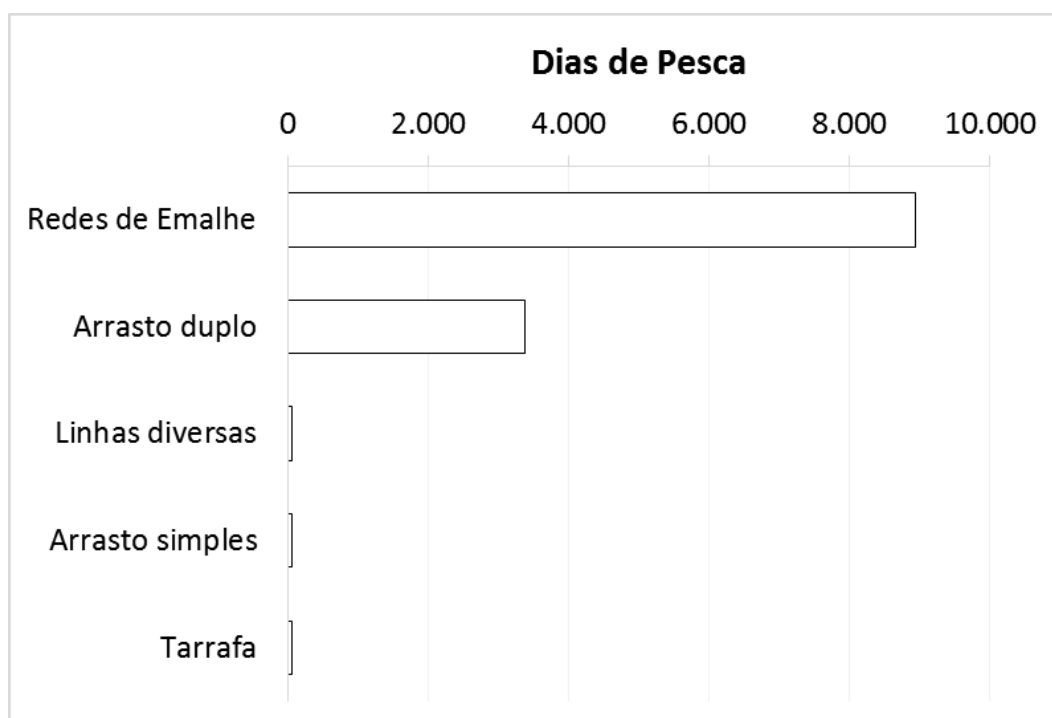 Dias de Pesca
0 2.000 4.000 6.000 8.000 10.000
Redes de Emalhe
Arrasto duplo
Linhas diversas
Arrasto simples
Tarrafa